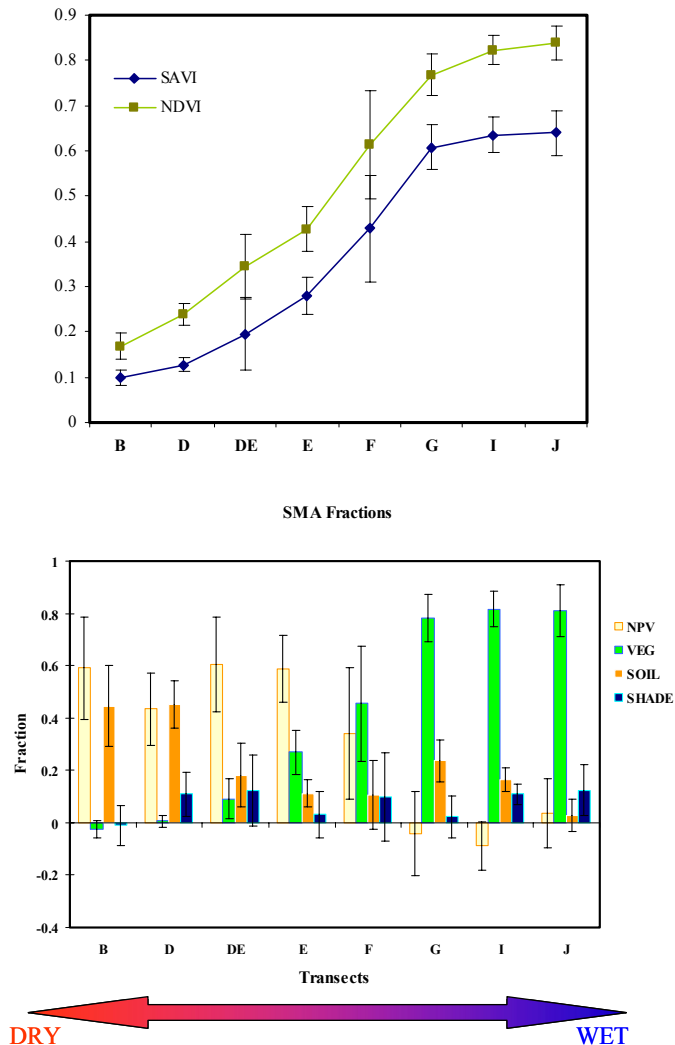 0.9
0.8
0.7
0.6
0.5
0.4
0.3
0.2
0.1
0
SAVI
NDVI
B D DE E F G I J
SMA Fractions
1
0.8
0.6
0.4
0.2
0
-0.2
-0.4
Fraction
NPV
VEG
SOIL
SHADE
B D DE E F G I J
Transects
DRY WET